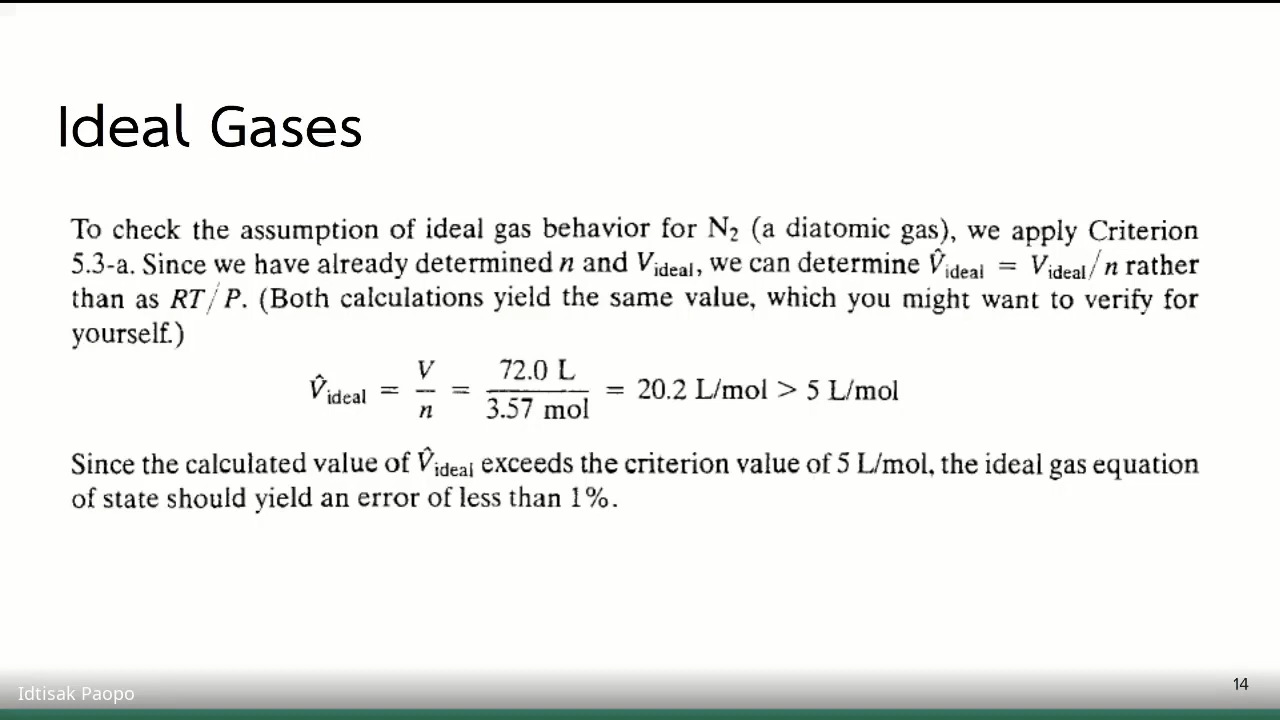 Ideal Gases
To check the assumption of ideal gas behavior for N₂ (a diatomic gas), we apply Criterion
5.3-a. Since we have already determined n and V_ideal, we can determine V̂_ideal = V_ideal/n rather
than as RT/P. (Both calculations yield the same value, which you might want to verify for
yourself.)
V̂_ideal = V/n = 72.0 L/3.57 mol = 20.2 L/mol > 5 L/mol
Since the calculated value of V̂_ideal exceeds the criterion value of 5 L/mol, the ideal gas equation
of state should yield an error of less than 1%.
Idtisak Paopo
14